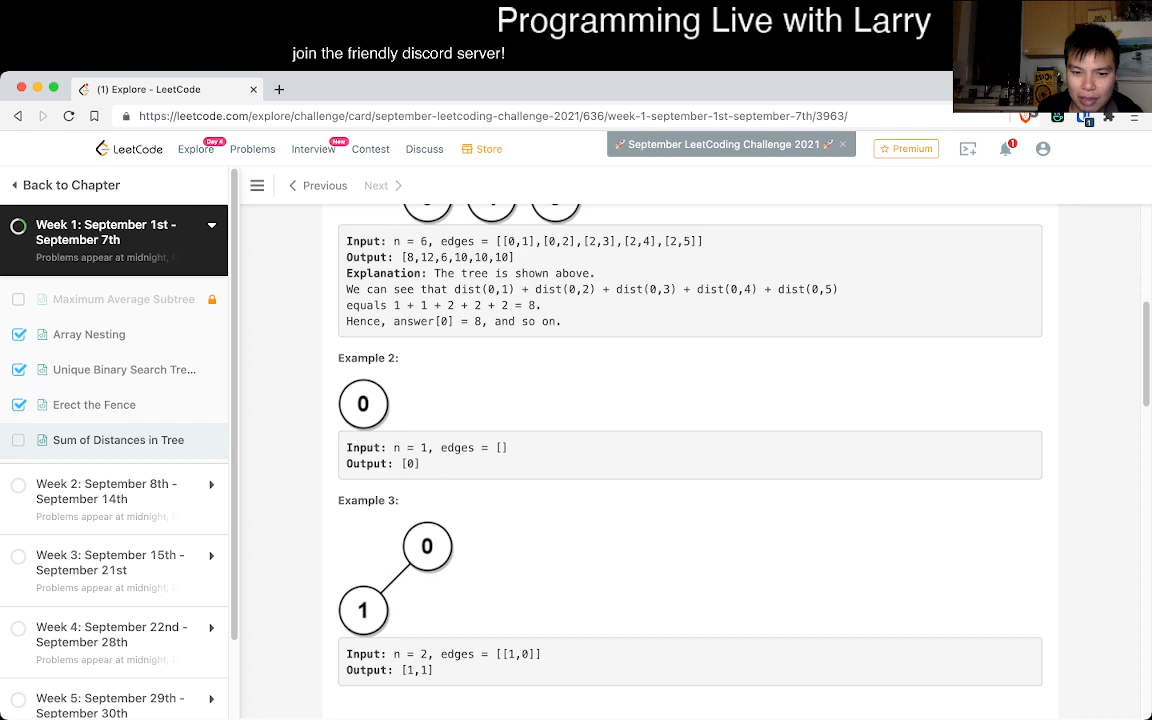 Programming Live with Larry
join the friendly discord server!
(1) Explore - LeetCode
https://leetcode.com/explore/challenge/card/september-leetcoding-challenge-2021/636/week-1-september-1st-september-7th/3963/
LeetCode
Explore
Day 4
Problems
Interview
New
Contest
Discuss
Store
🚀 September LeetCoding Challenge 2021 🚀
Premium
1
1
Back to Chapter
Previous
Next
Week 1: September 1st -
September 7th
Problems appear at midnight,
Maximum Average Subtree
Array Nesting
Unique Binary Search Tre...
Erect the Fence
Sum of Distances in Tree
Week 2: September 8th -
September 14th
Problems appear at midnight,
Week 3: September 15th -
September 21st
Problems appear at midnight,
Week 4: September 22nd -
September 28th
Problems appear at midnight,
Week 5: September 29th -
September 30th
Input: n = 6, edges = [[0,1],[0,2],[2,3],[2,4],[2,5]]
Output: [8,12,6,10,10,10]
Explanation: The tree is shown above.
We can see that dist(0,1) + dist(0,2) + dist(0,3) + dist(0,4) + dist(0,5)
equals 1 + 1 + 2 + 2 + 2 = 8.
Hence, answer[0] = 8, and so on.
Example 2:
0
Input: n = 1, edges = []
Output: [0]
Example 3:
0
1
Input: n = 2, edges = [[1,0]]
Output: [1,1]